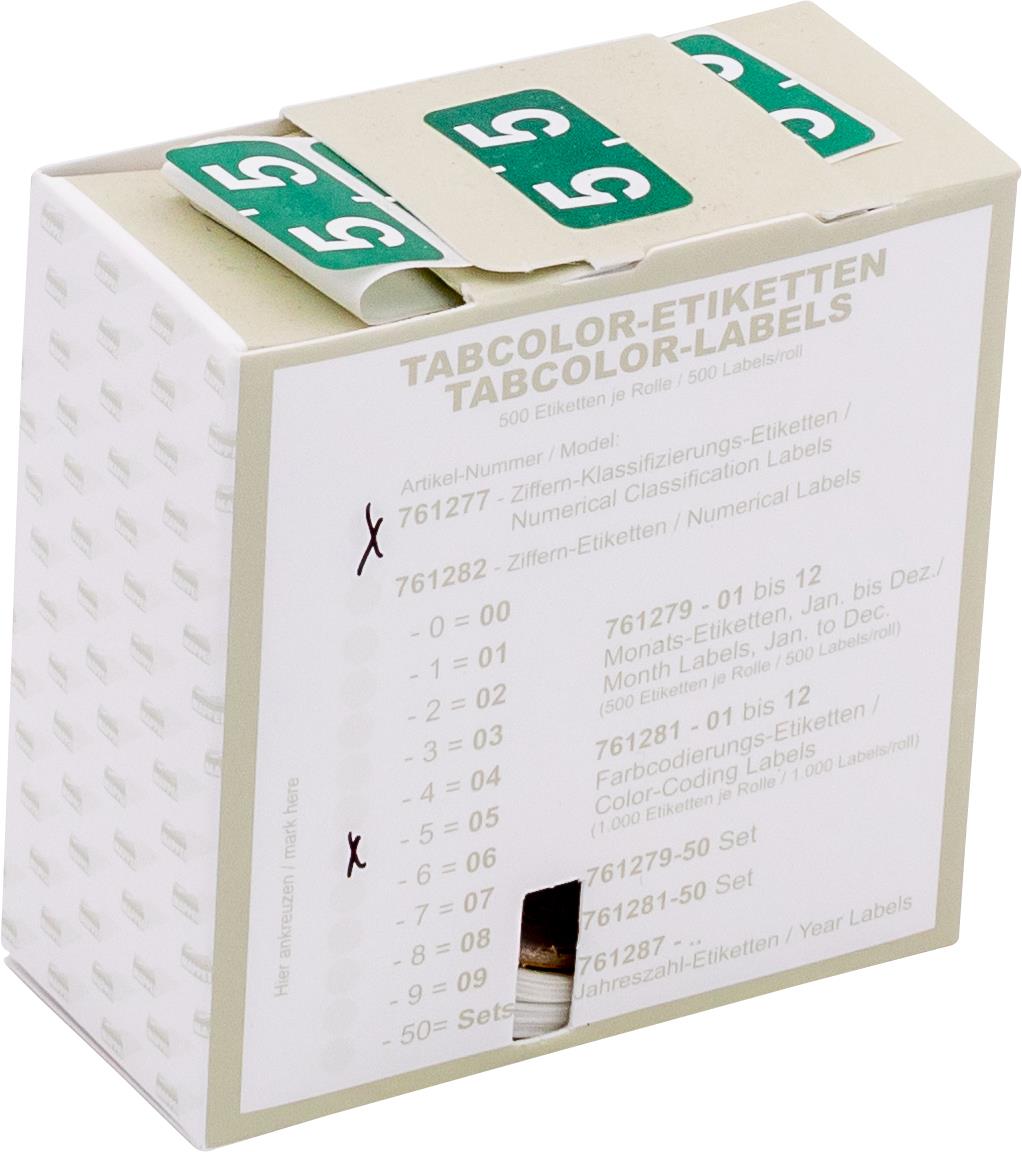 5 5
5 5
5 5
TABCOLOR-ETIKETTEN
TABCOLOR-LABELS
500 Etiketten je Rolle / 500 Labels/roll
Artikel-Nummer / Model:
X 761277 - Ziffern-Klassifizierungs-Etiketten /
Numerical Classification Labels
761282 - Ziffern-Etiketten / Numerical Labels
- 0 = 00
- 1 = 01
- 2 = 02
- 3 = 03
- 4 = 04
X - 5 = 05
- 6 = 06
- 7 = 07
- 8 = 08
- 9 = 09
- 50= Sets
761279 - 01 bis 12
Monats-Etiketten, Jan. bis Dez./
Month Labels, Jan. to Dec.
(500 Etiketten je Rolle / 500 Labels/roll)
761281 - 01 bis 12
Farbcodierungs-Etiketten /
Color-Coding Labels
(1.000 Etiketten je Rolle / 1.000 Labels/roll)
761279-50 Set
761281-50 Set
761287 - ..
Jahreszahl-Etiketten / Year Labels
Hier ankreuzen / mark here